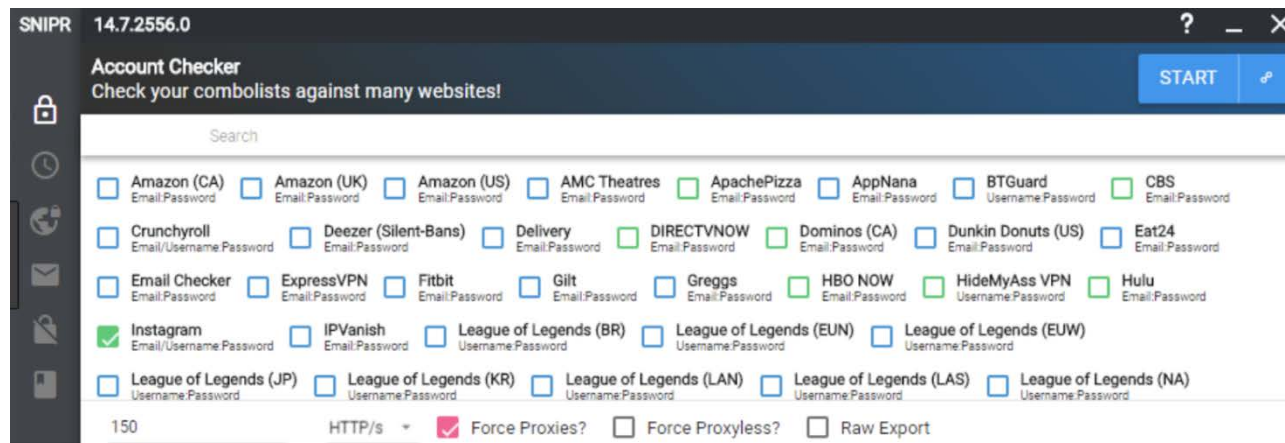 SNIPR 14.7.2556.0
Account Checker
Check your combolists against many websites!
START
Search
Amazon (CA) Amazon (UK) Amazon (US) AMC Theatres ApachePizza AppNana BTGuard CBS
Email:Password Email:Password Email:Password Email:Password Email:Password Email:Password Username:Password Email:Password
Crunchyroll Deezer (Silent-Bans) Delivery DIRECTVNOW Dominos (CA) Dunkin Donuts (US) Eat24
Email/Username:Password Email:Password Email:Password Email:Password Email:Password Email:Password Email:Password
Email Checker ExpressVPN Fitbit Gilt Greggs HBO NOW HideMyAss VPN Hulu
Email:Password Email:Password Email:Password Email:Password Email:Password Email:Password Username:Password Email:Password
Instagram IPVanish League of Legends (BR) League of Legends (EUN) League of Legends (EUW)
Email/Username:Password Email:Password Username:Password Username:Password Username:Password
League of Legends (JP) League of Legends (KR) League of Legends (LAN) League of Legends (LAS) League of Legends (NA)
Username:Password Username:Password Username:Password Username:Password Username:Password
150 HTTP/s Force Proxies? Force Proxyless? Raw Export